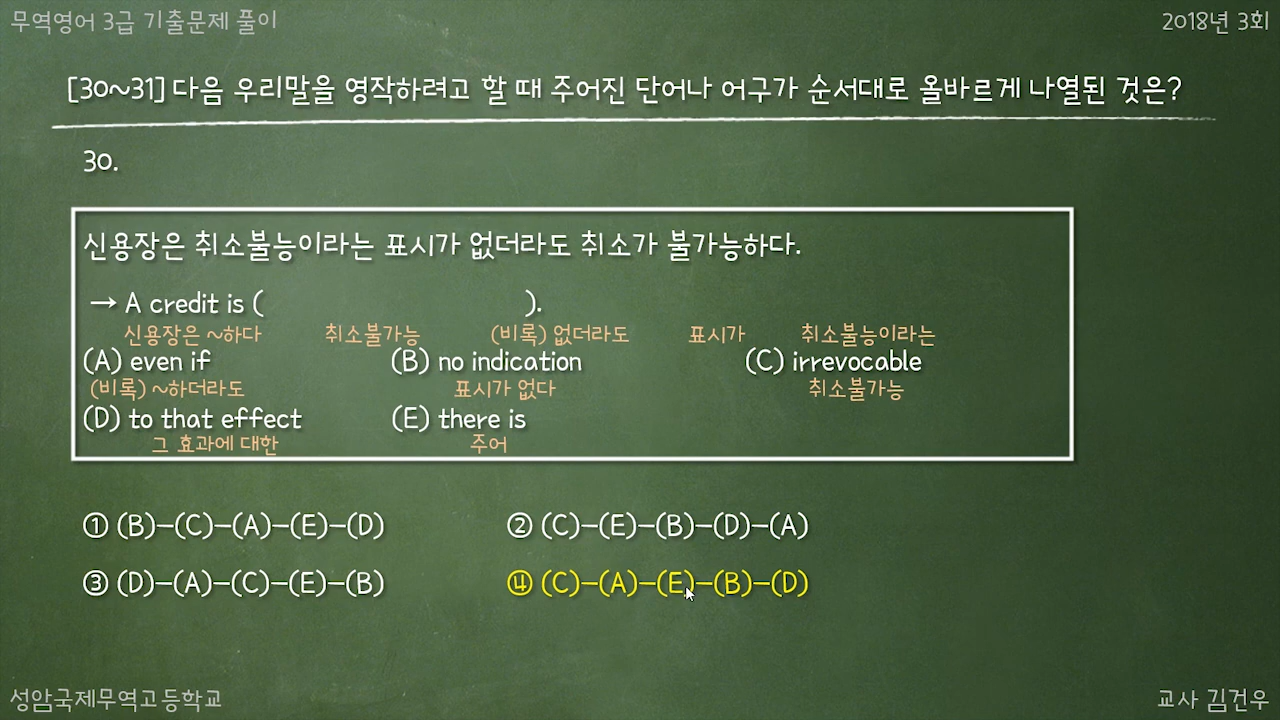 무역영어 3급 기출문제 풀이
2018년 3회
[30~31] 다음 우리말을 영작하려고 할 때 주어진 단어나 어구가 순서대로 올바르게 나열된 것은?
30.
신용장은 취소불능이라는 표시가 없더라도 취소가 불가능하다.
→ A credit is ( ).
신용장은 ~하다 취소불가능 (비록) 없더라도 표시가 취소불능이라는
(A) even if (B) no indication (C) irrevocable
(비록) ~하더라도 표시가 없다 취소불가능
(D) to that effect (E) there is
그 효과에 대한 주어
① (B)-(C)-(A)-(E)-(D) ② (C)-(E)-(B)-(D)-(A)
③ (D)-(A)-(C)-(E)-(B) ④ (C)-(A)-(E)-(B)-(D)
성암국제무역고등학교
교사 김건우